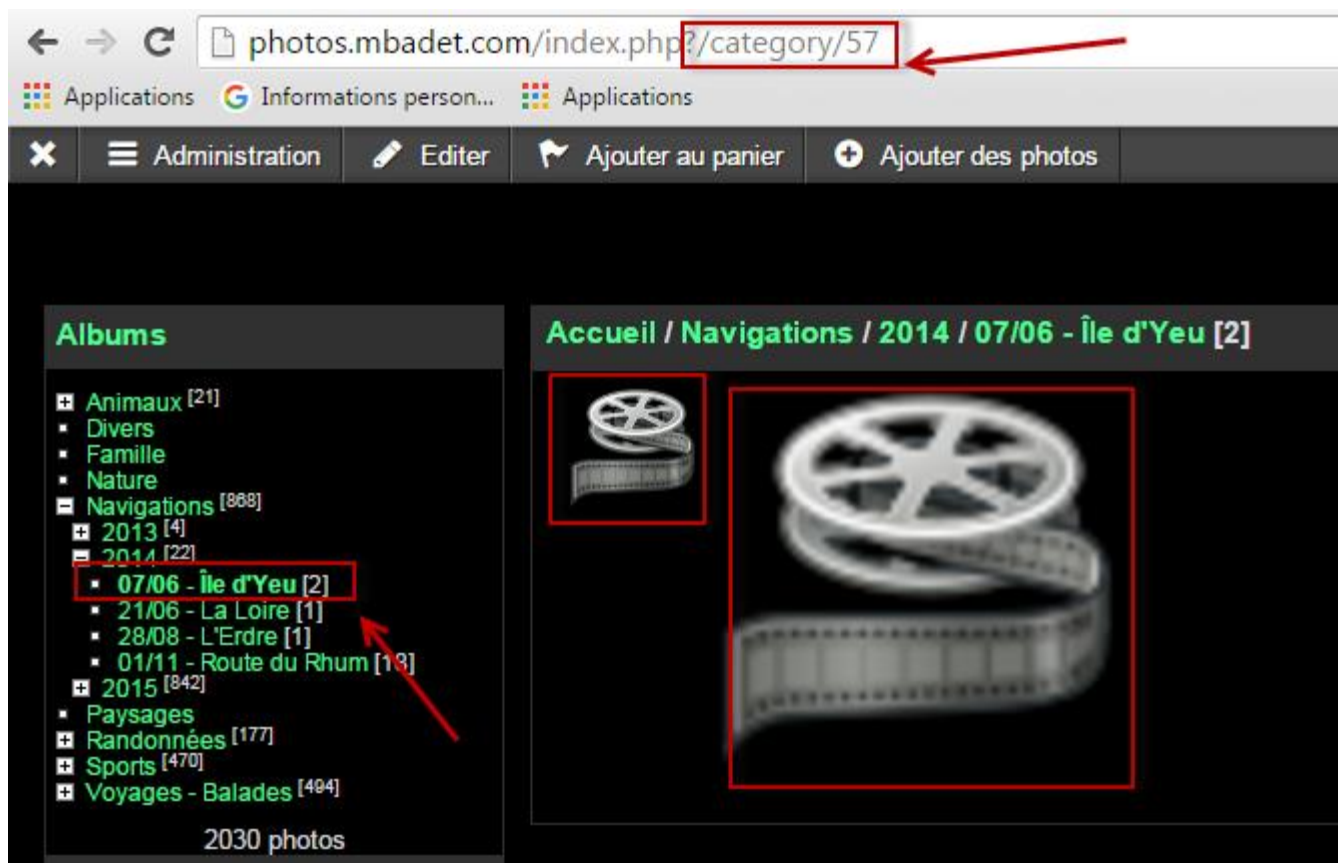 photos.mbadet.com/index.php?/category/57
Applications Informations person... Applications
Administration Editer Ajouter au panier Ajouter des photos
Albums
Animaux [21]
Divers
Famille
Nature
Navigations [868]
2013 [4]
2014 [22]
07/06 - Île d'Yeu [2]
21/06 - La Loire [1]
28/08 - L'Erdre [1]
01/11 - Route du Rhum [18]
2015 [842]
Paysages
Randonnées [177]
Sports [470]
Voyages - Balades [494]
2030 photos
Accueil / Navigations / 2014 / 07/06 - Île d'Yeu [2]